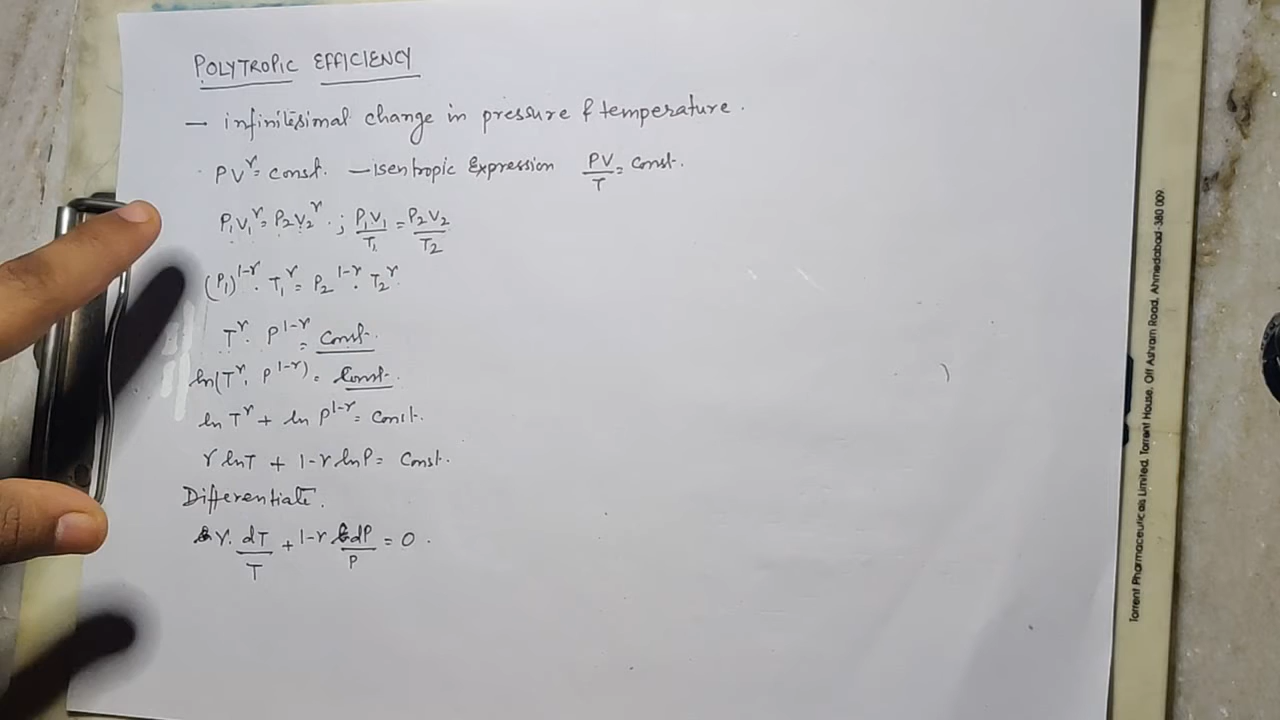 POLYTROPIC EFFICIENCY
— infinitesimal change in pressure & temperature.
PV^γ = const. — isentropic Expression PV/T = Const.
P₁V₁^γ = P₂V₂^γ ; P₁V₁/T₁ = P₂V₂/T₂
(P₁)^1-γ · T₁^γ = P₂^1-γ · T₂^γ
T^γ · P^1-γ = Const.
ln(T^γ · P^1-γ) = Const.
ln T^γ + ln P^1-γ = Const.
γ ln T + 1-γ ln P = Const.
Differentiate.
γ · dT/T + 1-γ dP/P = 0.
Torrent Pharmaceuticals Limited, Torrent House, Off Ashram Road, Ahmedabad-380 009.